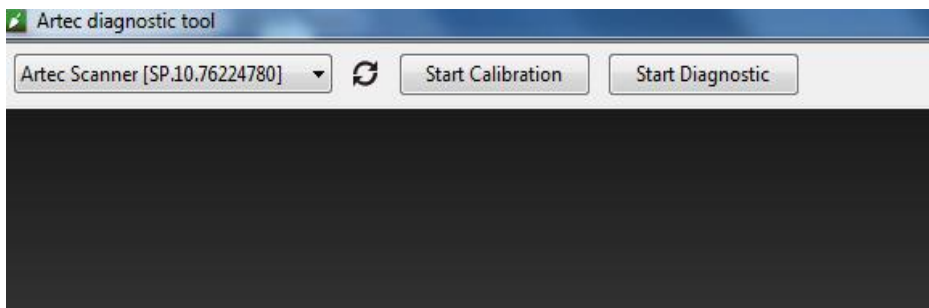 Artec diagnostic tool
Artec Scanner [SP.10.76224780] Start Calibration Start Diagnostic